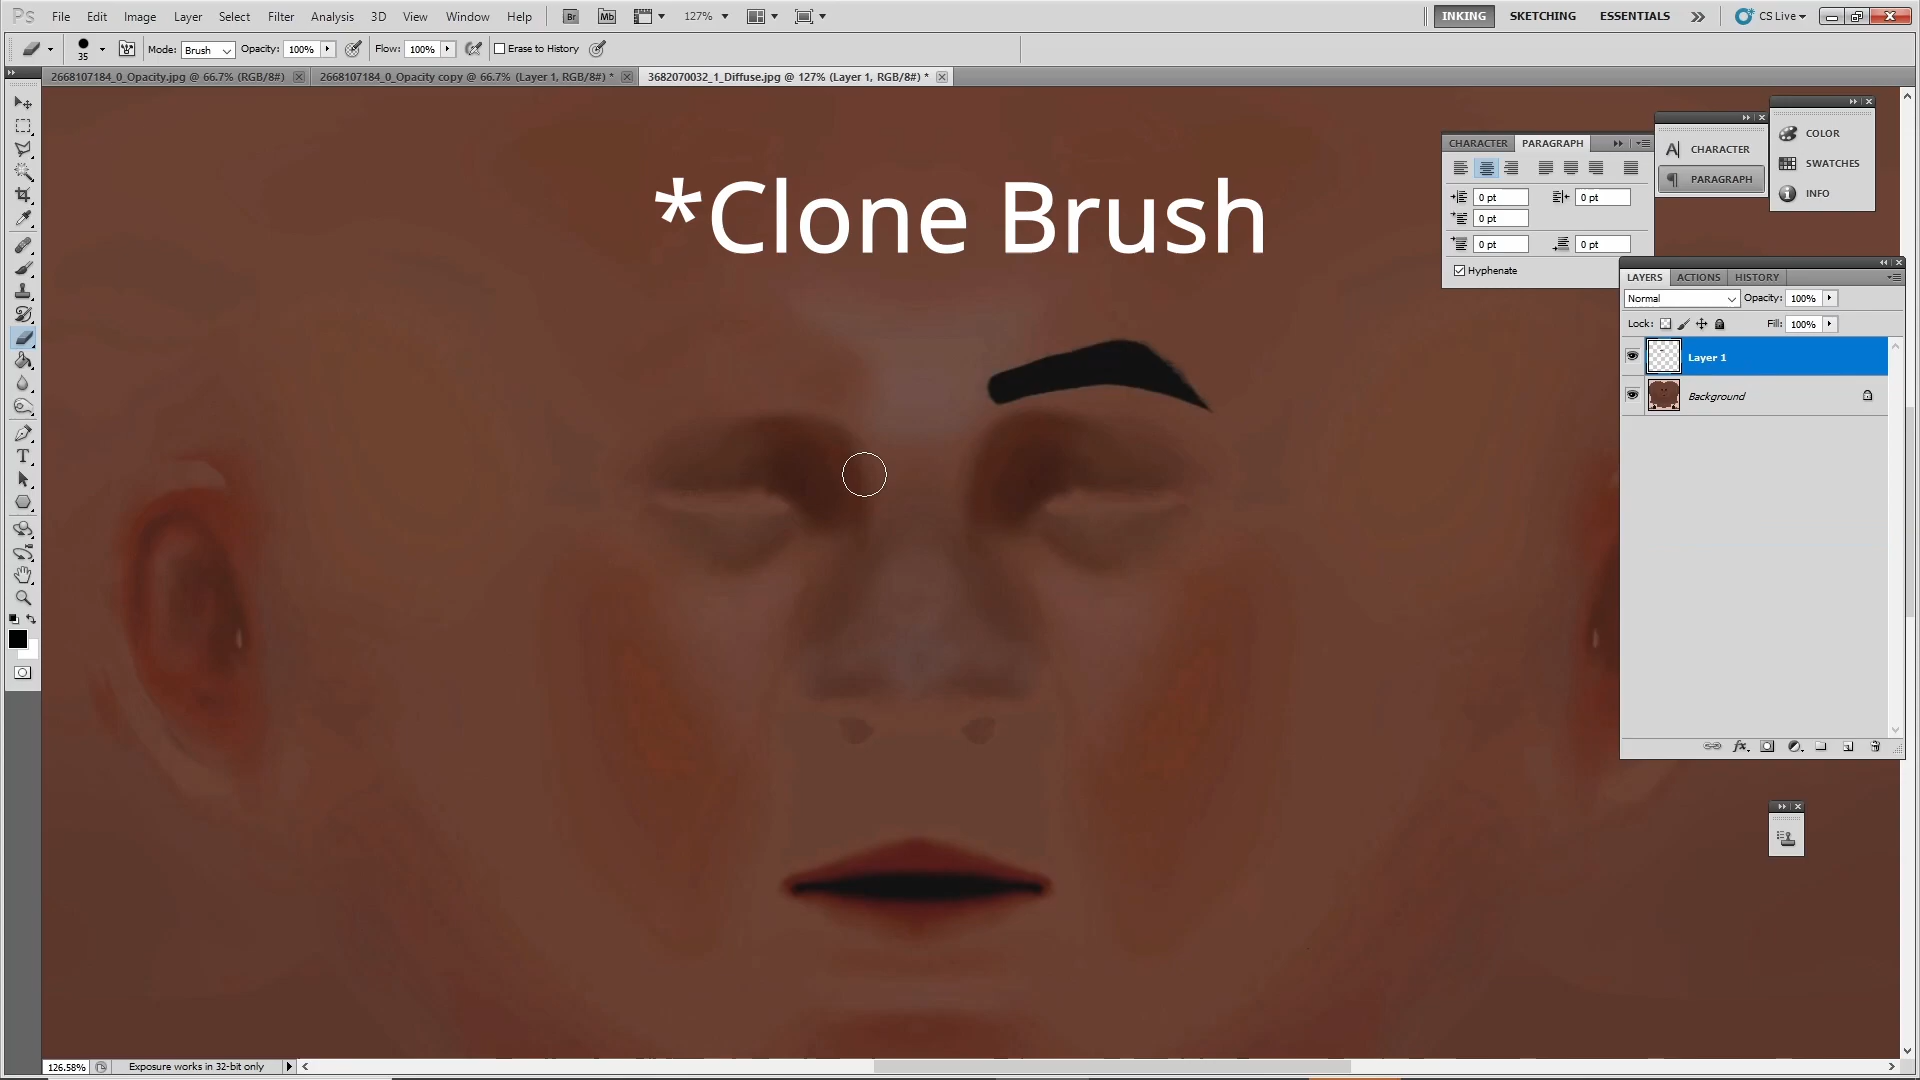 Ps File Edit Image Layer Select Filter Analysis 3D View Window Help Br Mb 127% INKING SKETCHING ESSENTIALS CS Live
35 Mode: Brush Opacity: 100% Flow: 100% Erase to History
2668107184_0_Opacity.jpg @ 66.7% (RGB/8#) 2668107184_0_Opacity copy @ 66.7% (Layer 1, RGB/8#) * 3682070032_1_Diffuse.jpg @ 127% (Layer 1, RGB/8#) *
*Clone Brush
CHARACTER PARAGRAPH
0 pt 0 pt
0 pt
0 pt 0 pt
Hyphenate
CHARACTER
PARAGRAPH
COLOR
SWATCHES
INFO
LAYERS ACTIONS HISTORY
Normal Opacity: 100%
Lock: Fill: 100%
Layer 1
Background
126.58% Exposure works in 32-bit only